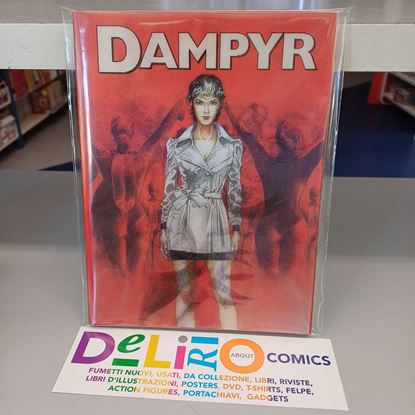 DAMPYR
DeLiRiO ABOUT COMICS
FUMETTI NUOVI, USATI, DA COLLEZIONE, LIBRI, RIVISTE,
LIBRI D'ILLUSTRAZIONI, POSTERS, DVD, T-SHIRTS, FELPE,
ACTION FIGURES, PORTACHIAVI, GADGETS